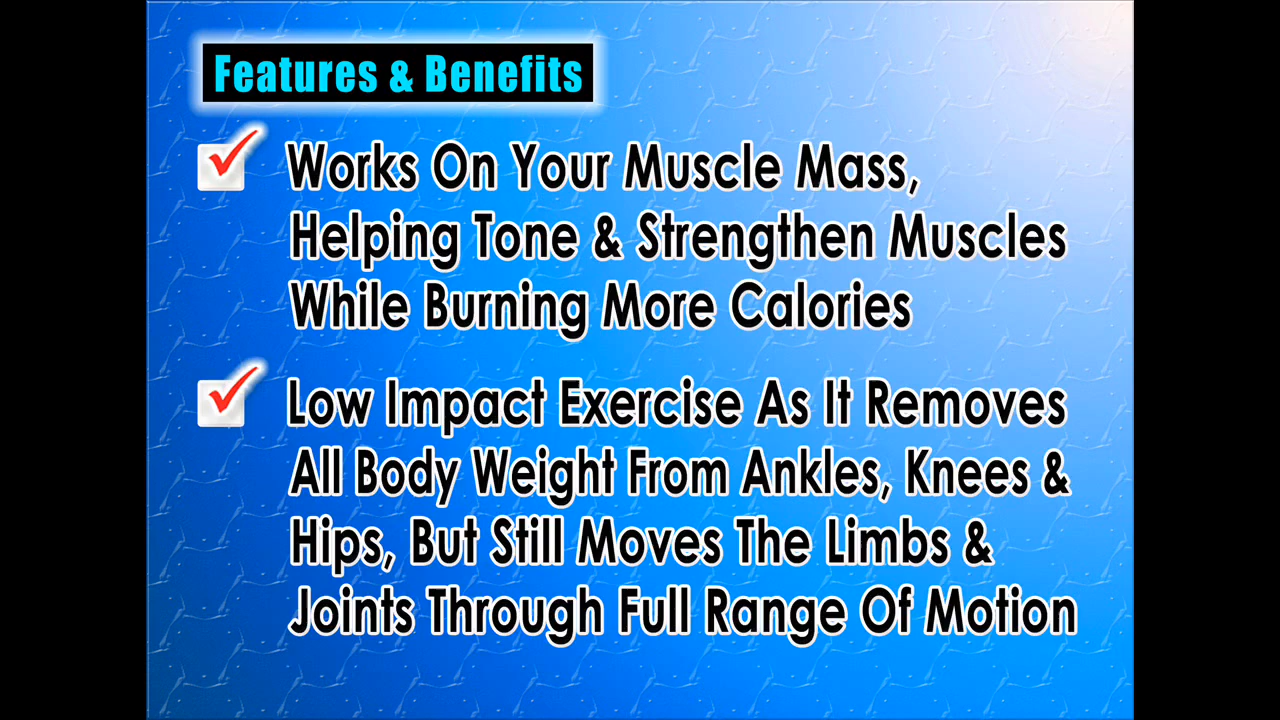 Features & Benefits
Works On Your Muscle Mass,
Helping Tone & Strengthen Muscles
While Burning More Calories
Low Impact Exercise As It Removes
All Body Weight From Ankles, Knees &
Hips, But Still Moves The Limbs &
Joints Through Full Range Of Motion